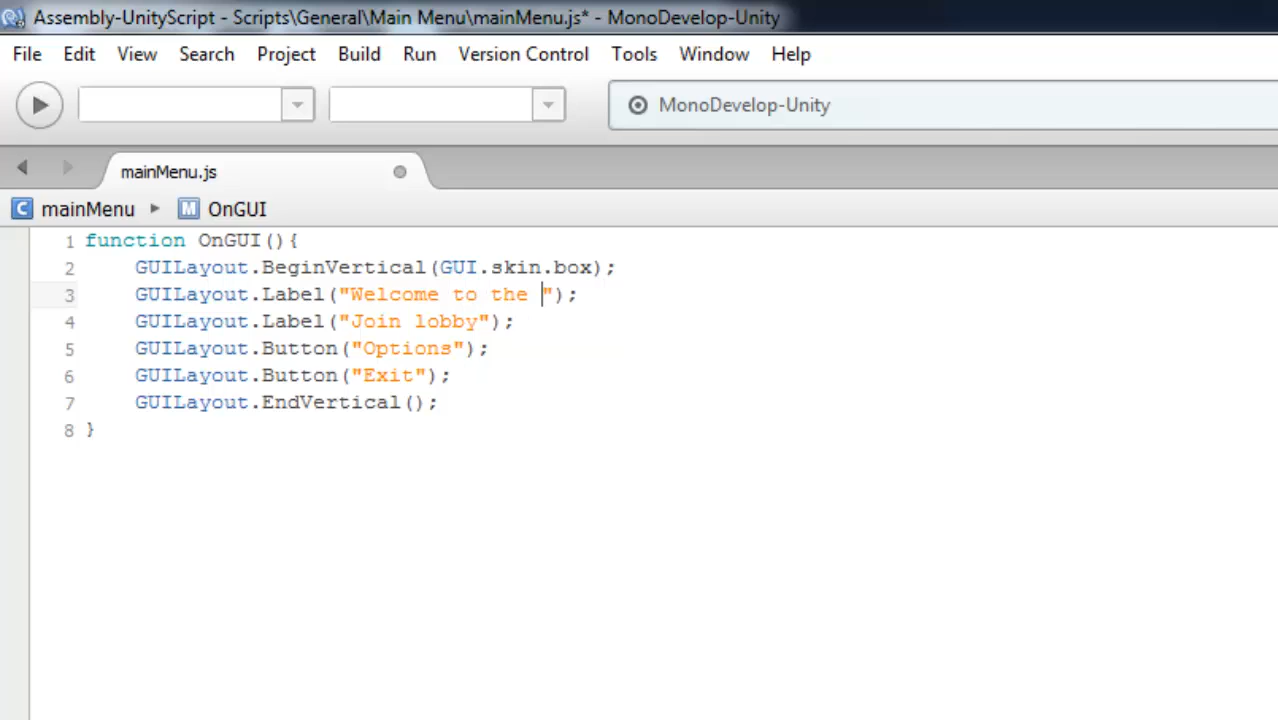 Assembly-UnityScript - Scripts\General\Main Menu\mainMenu.js* - MonoDevelop-Unity
File Edit View Search Project Build Run Version Control Tools Window Help
MonoDevelop-Unity
mainMenu.js
mainMenu OnGUI
1 function OnGUI(){
2 GUILayout.BeginVertical(GUI.skin.box);
3 GUILayout.Label("Welcome to the ");
4 GUILayout.Label("Join lobby");
5 GUILayout.Button("Options");
6 GUILayout.Button("Exit");
7 GUILayout.EndVertical();
8 }